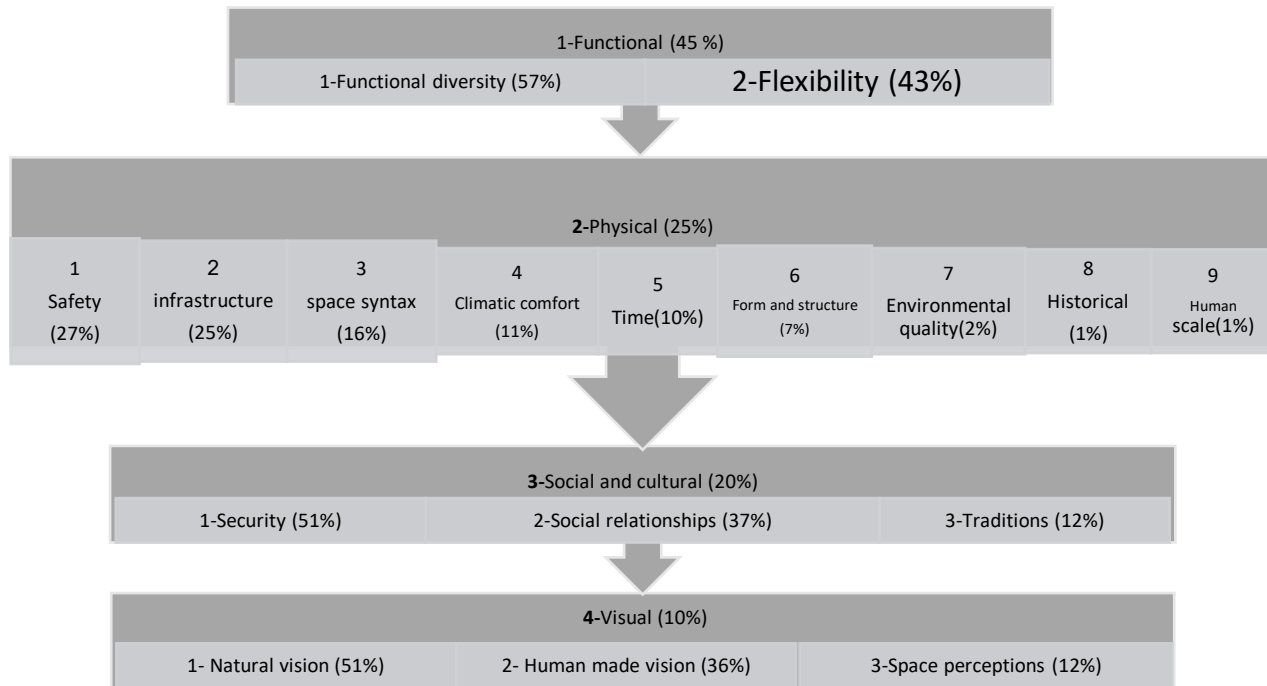 1-Functional (45 %)
1-Functional diversity (57%)
2-Flexibility (43%)
2-Physical (25%)
1
Safety
(27%)
2
infrastructure
(25%)
3
space syntax
(16%)
4
Climatic comfort
(11%)
5
Time(10%)
6
Form and structure
(7%)
7
Environmental
quality(2%)
8
Historical
(1%)
9
Human
scale(1%)
3-Social and cultural (20%)
1-Security (51%)
2-Social relationships (37%)
3-Traditions (12%)
4-Visual (10%)
1- Natural vision (51%)
2- Human made vision (36%)
3-Space perceptions (12%)